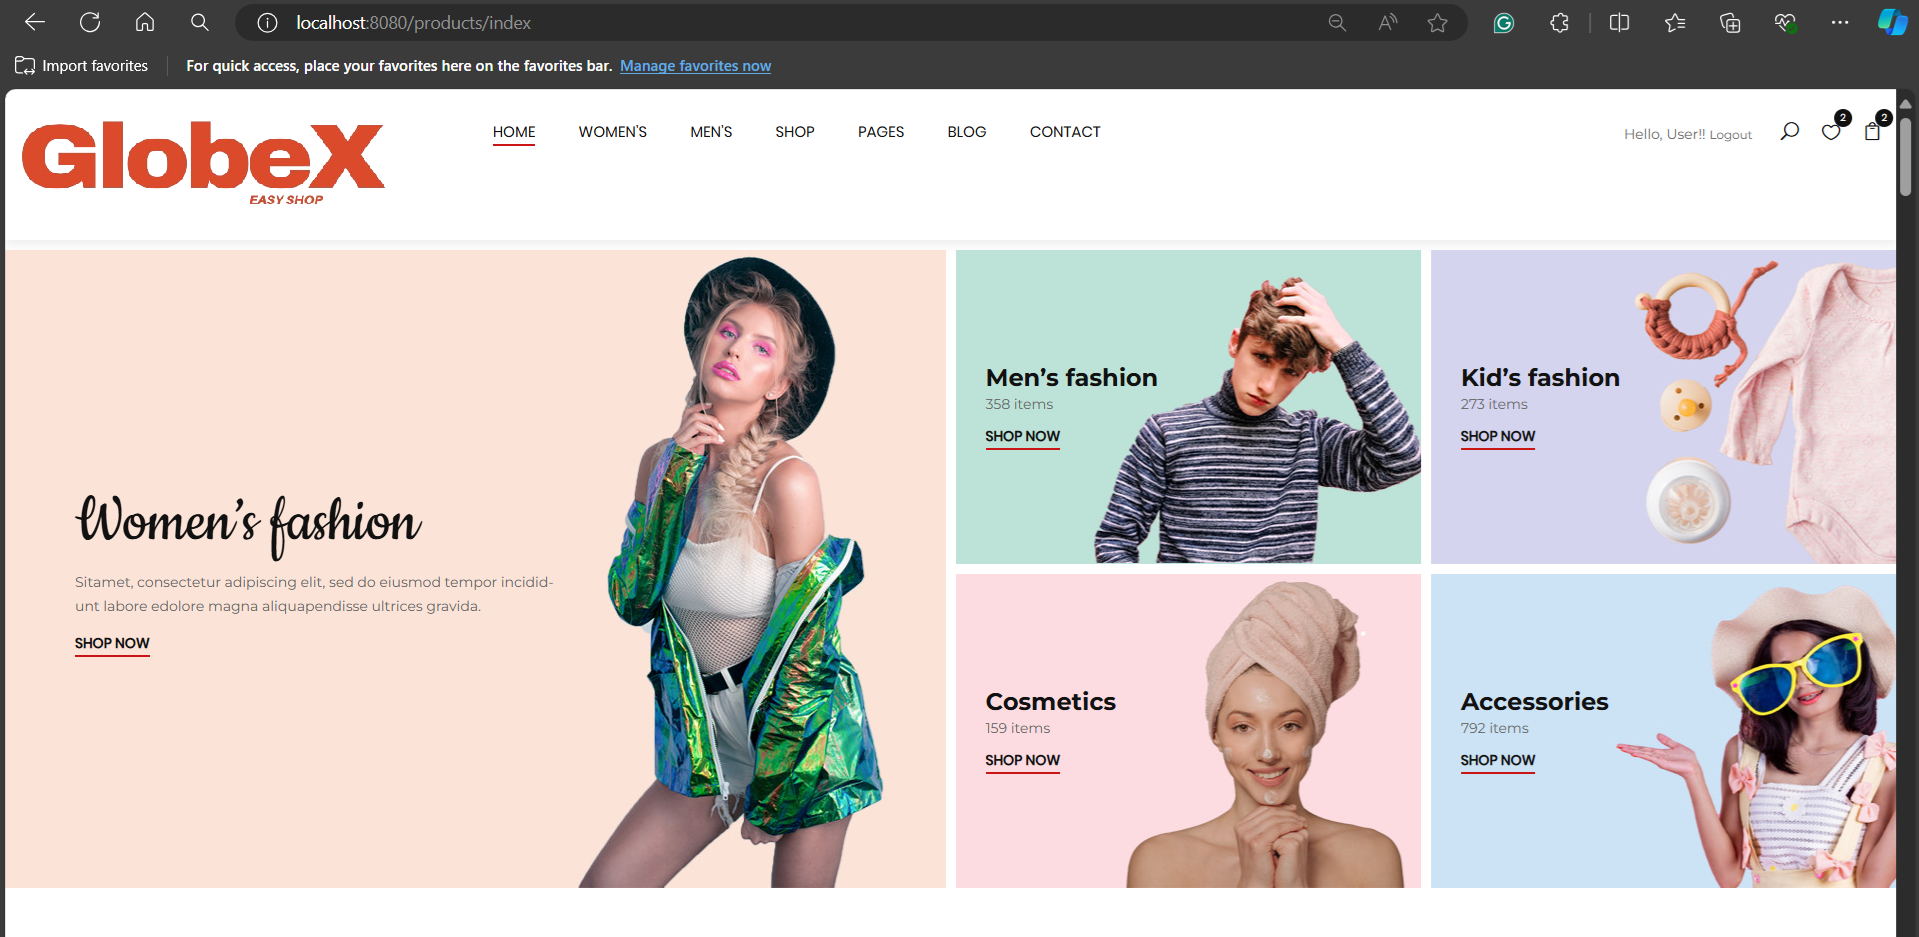 localhost:8080/products/index
Import favorites
For quick access, place your favorites here on the favorites bar. Manage favorites now
GlobeX
EASY SHOP
HOME WOMEN'S MEN'S SHOP PAGES BLOG CONTACT
Hello, User!! Logout
2
2
Women's fashion
Sitamet, consectetur adipiscing elit, sed do eiusmod tempor incidid-
unt labore edolore magna aliquapendisse ultrices gravida.
SHOP NOW
Men's fashion
358 items
SHOP NOW
Kid's fashion
273 items
SHOP NOW
Cosmetics
159 items
SHOP NOW
Accessories
792 items
SHOP NOW